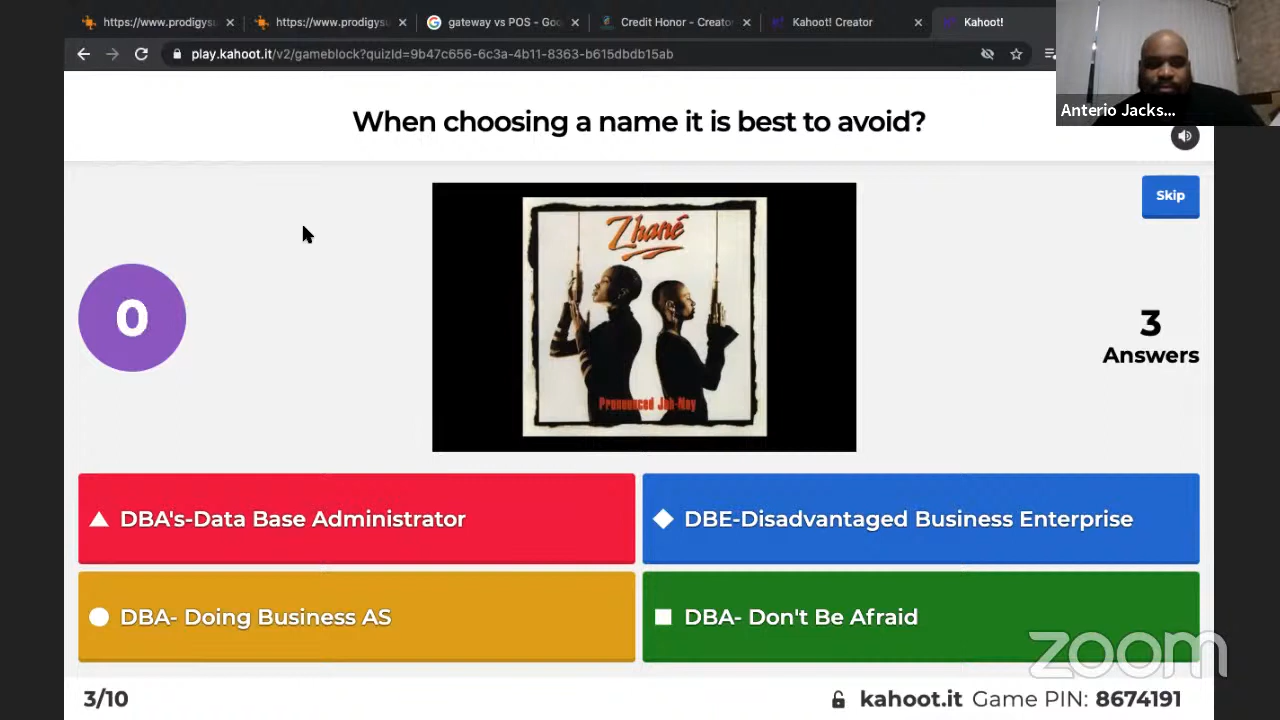 https://www.prodigysu
https://www.prodigysu
gateway vs POS - Goo
Credit Honor - Creator
Kahoot! Creator
Kahoot!
play.kahoot.it/v2/gameblock?quizId=9b47c656-6c3a-4b11-8363-b615dbdb15ab
Anterio Jacks...
When choosing a name it is best to avoid?
Skip
Zhané
Pronounced Jah-Nay
0
3
Answers
DBA's-Data Base Administrator
DBE-Disadvantaged Business Enterprise
DBA- Doing Business AS
DBA- Don't Be Afraid
zoom
3/10
kahoot.it Game PIN: 8674191